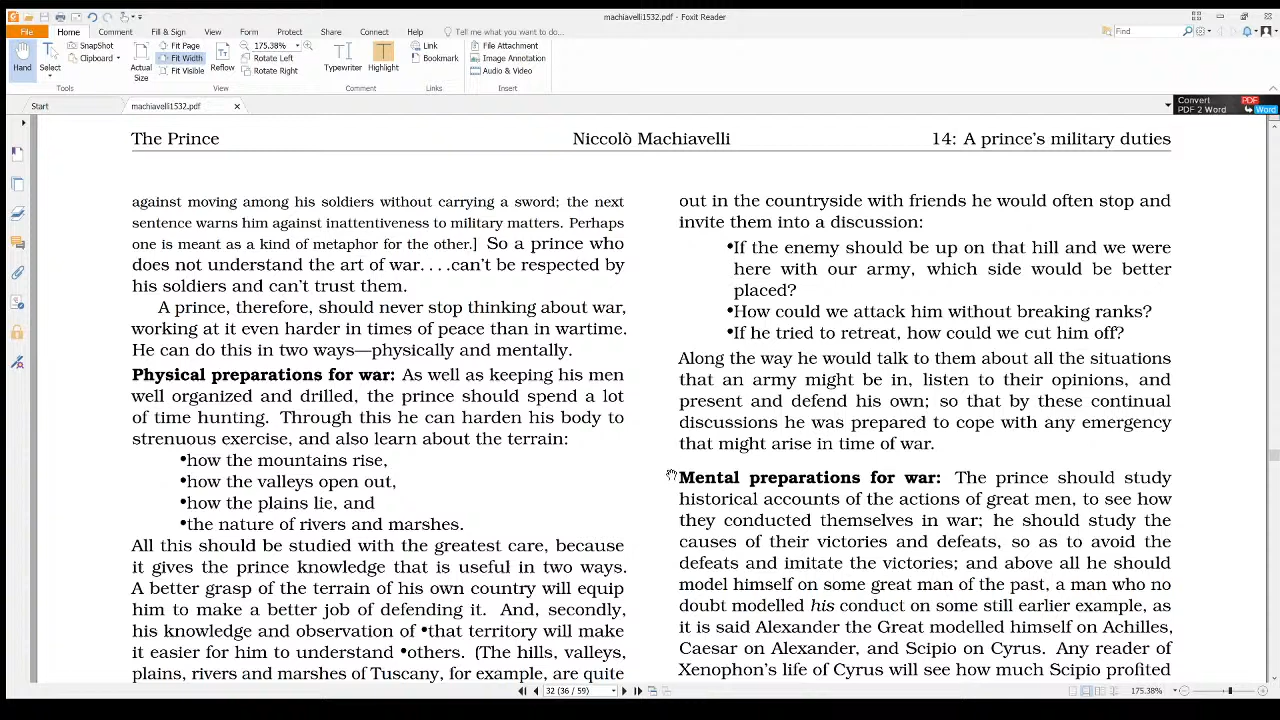 machiavelli1532.pdf - Foxit Reader
File Home Comment Fill & Sign View Form Protect Share Connect Help Tell me what you want to do... Find
Hand
Select
SnapShot
Clipboard
Tools
Actual Size
Fit Page
Fit Width
Fit Visible
Reflow
175.38%
Rotate Left
Rotate Right
View
Typewriter
Highlight
Comment
Link
Bookmark
Links
File Attachment
Image Annotation
Audio & Video
Insert
Start
machiavelli1532.pdf
Convert PDF
PDF 2 Word Word
The Prince Niccolò Machiavelli 14: A prince's military duties
against moving among his soldiers without carrying a sword; the next
sentence warns him against inattentiveness to military matters. Perhaps
one is meant as a kind of metaphor for the other.] So a prince who
does not understand the art of war. . . .can't be respected by
his soldiers and can't trust them.
A prince, therefore, should never stop thinking about war,
working at it even harder in times of peace than in wartime.
He can do this in two ways—physically and mentally.
Physical preparations for war: As well as keeping his men
well organized and drilled, the prince should spend a lot
of time hunting. Through this he can harden his body to
strenuous exercise, and also learn about the terrain:
•how the mountains rise,
•how the valleys open out,
•how the plains lie, and
•the nature of rivers and marshes.
All this should be studied with the greatest care, because
it gives the prince knowledge that is useful in two ways.
A better grasp of the terrain of his own country will equip
him to make a better job of defending it. And, secondly,
his knowledge and observation of •that territory will make
it easier for him to understand •others. (The hills, valleys,
plains, rivers and marshes of Tuscany, for example, are quite
out in the countryside with friends he would often stop and
invite them into a discussion:
•If the enemy should be up on that hill and we were
here with our army, which side would be better
placed?
•How could we attack him without breaking ranks?
•If he tried to retreat, how could we cut him off?
Along the way he would talk to them about all the situations
that an army might be in, listen to their opinions, and
present and defend his own; so that by these continual
discussions he was prepared to cope with any emergency
that might arise in time of war.
Mental preparations for war: The prince should study
historical accounts of the actions of great men, to see how
they conducted themselves in war; he should study the
causes of their victories and defeats, so as to avoid the
defeats and imitate the victories; and above all he should
model himself on some great man of the past, a man who no
doubt modelled his conduct on some still earlier example, as
it is said Alexander the Great modelled himself on Achilles,
Caesar on Alexander, and Scipio on Cyrus. Any reader of
Xenophon's life of Cyrus will see how much Scipio profited
32 (36 / 59)
175.38%